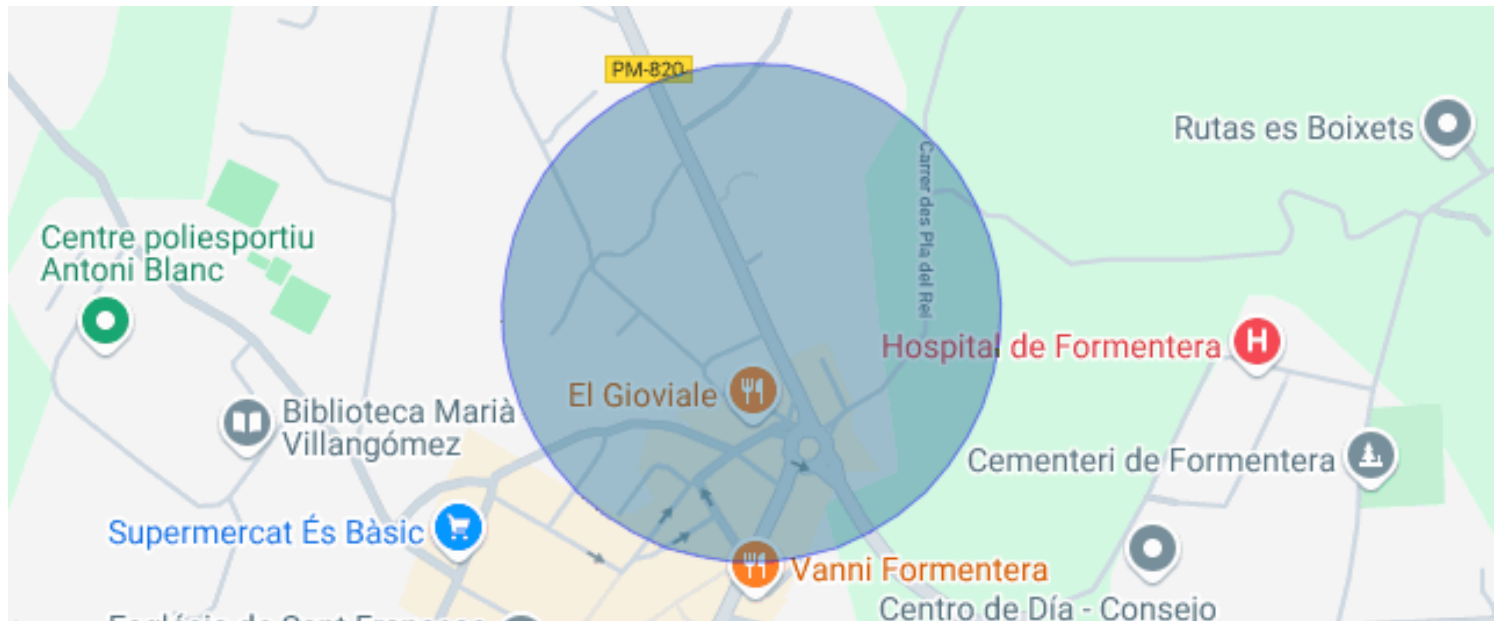 PM-820
Rutas es Boixets
Carrer des Pla del Rei
Centre poliesportiu
Antoni Blanc
Hospital de Formentera
H
El Gioviale
Biblioteca Marià
Villangómez
Cementeri de Formentera
Supermercat És Bàsic
Vanni Formentera
Centro de Día - Consejo